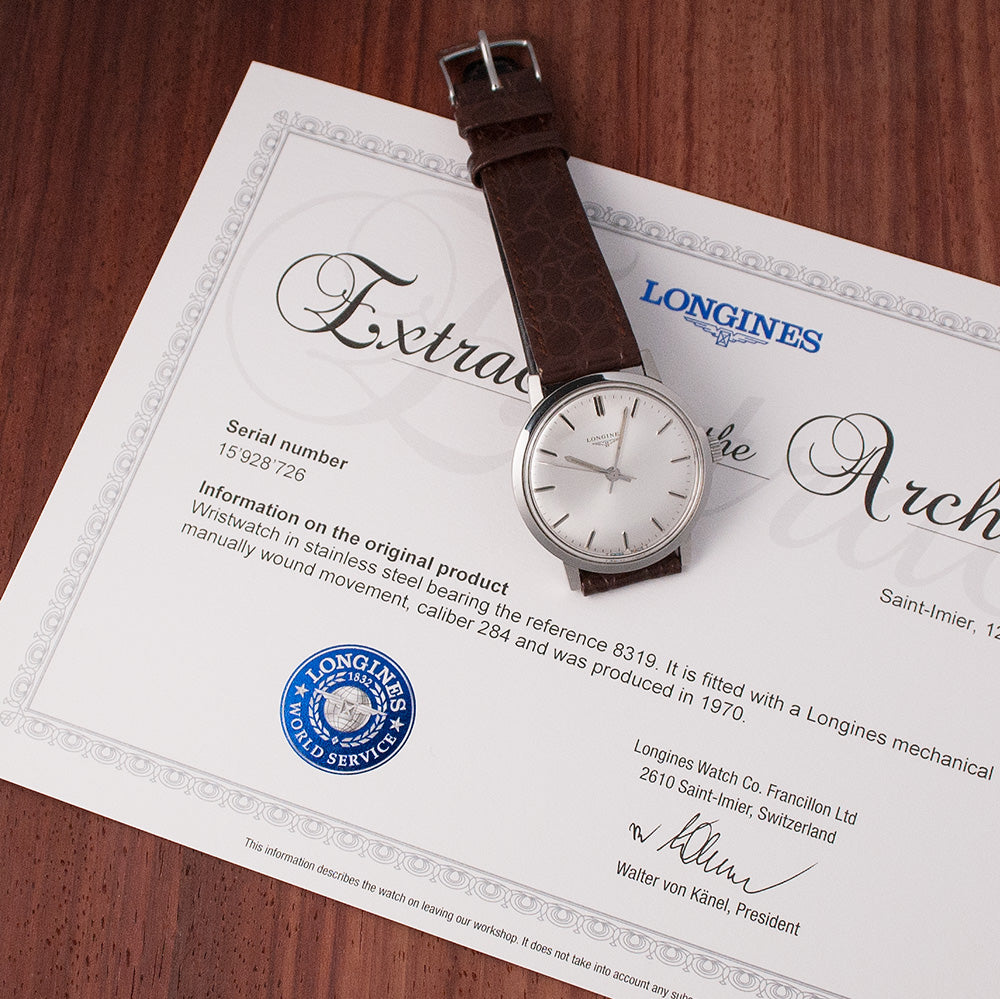 LONGINES
Extrac
the Arch
LONGINE
Serial number
15'928'726
Information on the original product
Wristwatch in stainless steel bearing the reference 8319. It is fitted with a Longines mechanical
manually wound movement, caliber 284 and was produced in 1970.
Saint-Imier, 12
LONGINES
1832
WORLD SERVICE
Longines Watch Co. Francillon Ltd
2610 Saint-Imier, Switzerland
Walter von Känel, President
This information describes the watch on leaving our workshop. It does not take into account any